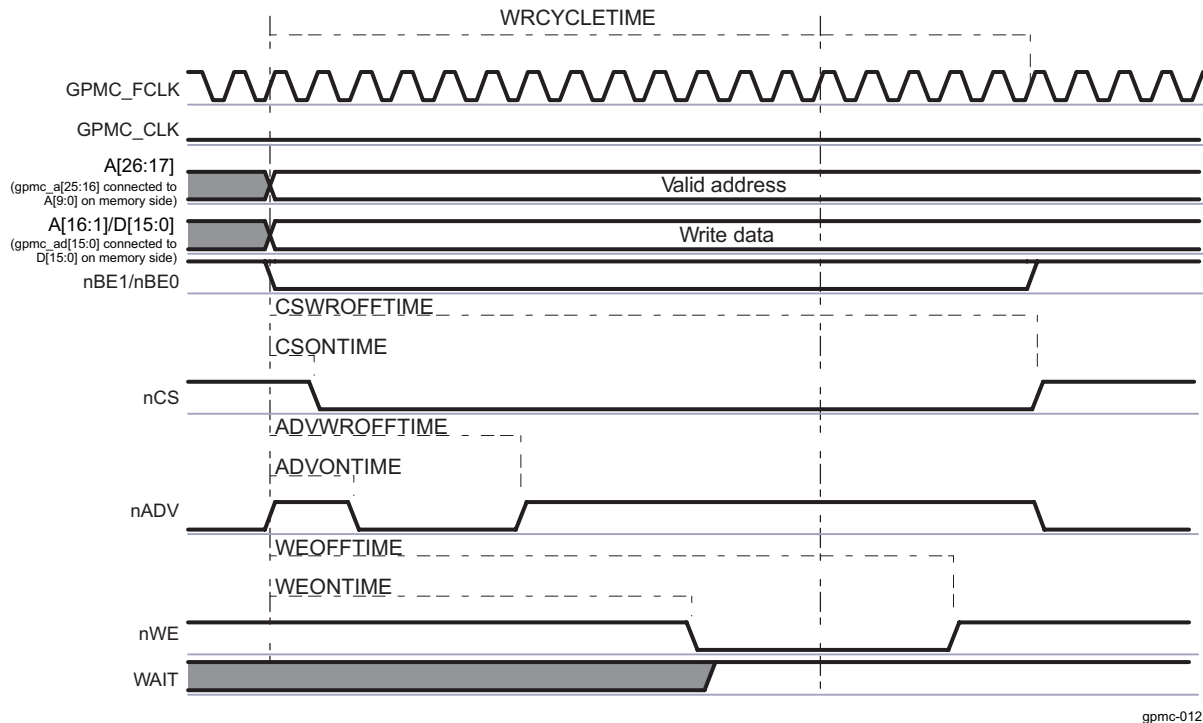 WRCYCLETIME
GPMC_FCLK
GPMC_CLK
A[26:17]
(gpmc_a[25:16] connected to
A[9:0] on memory side)
Valid address
A[16:1]/D[15:0]
(gpmc_ad[15:0] connected to
D[15:0] on memory side)
Write data
nBE1/nBE0
CSWROFFTIME
CSONTIME
nCS
ADVWROFFTIME
ADVONTIME
nADV
WEOFFTIME
WEONTIME
nWE
WAIT
gpmc-012